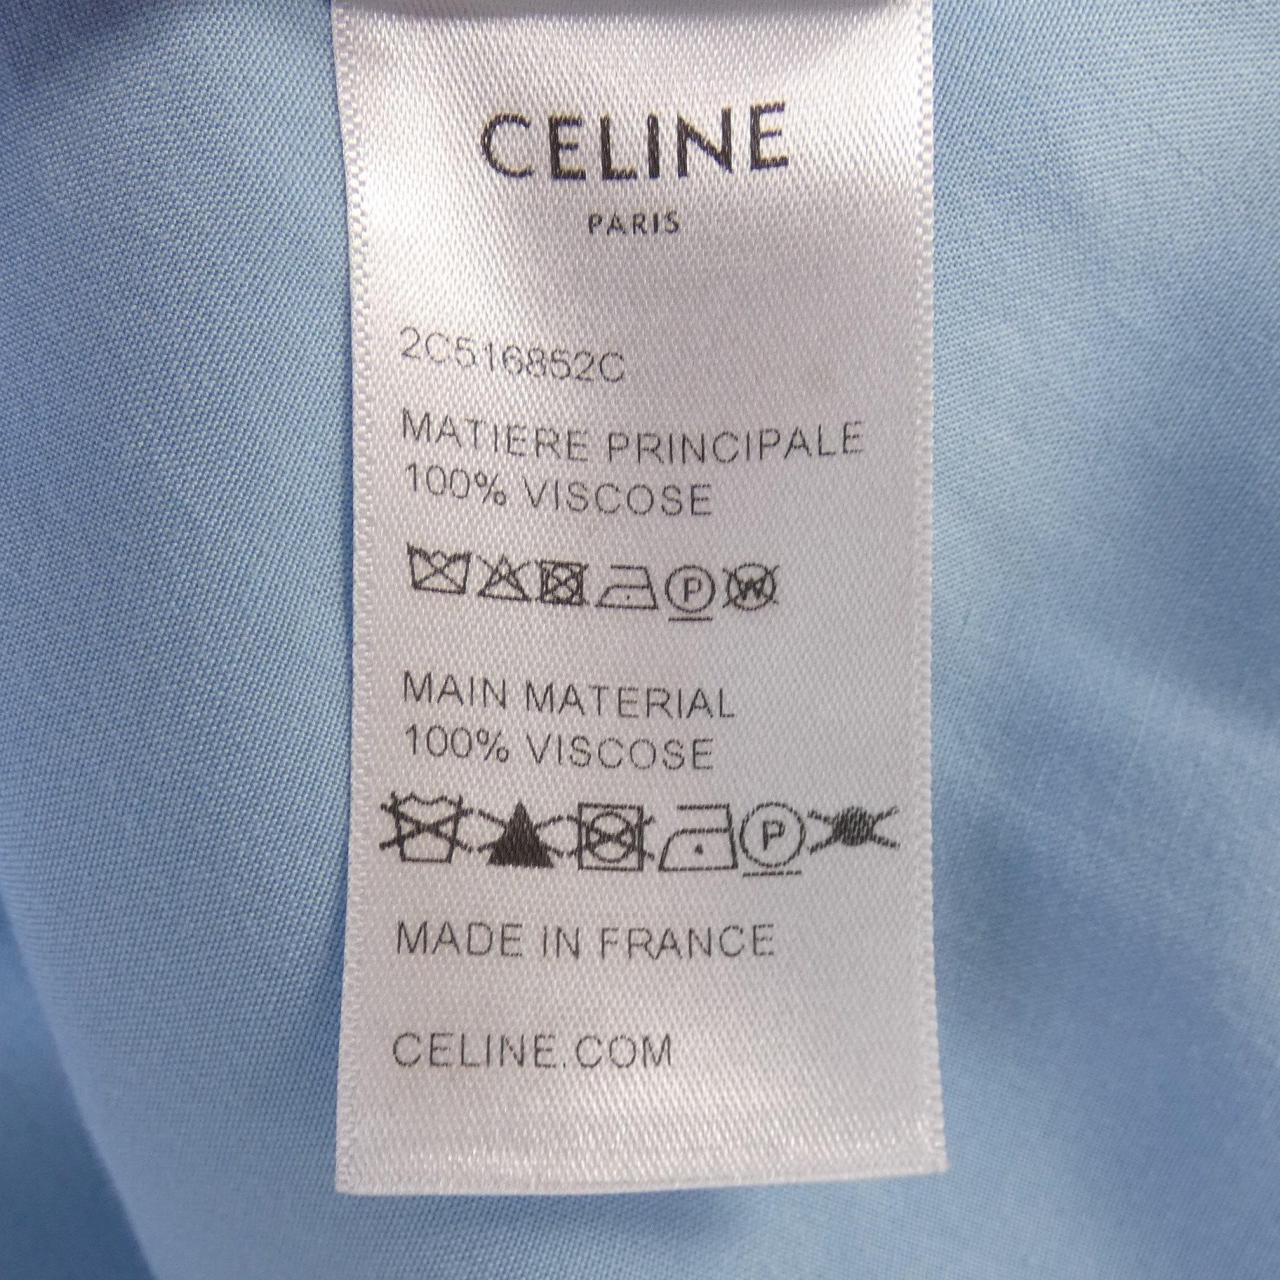 CELINE
PARIS
2C516852C
MATIERE PRINCIPALE
100% VISCOSE
P W
MAIN MATERIAL
100% VISCOSE
P
MADE IN FRANCE
CELINE.COM